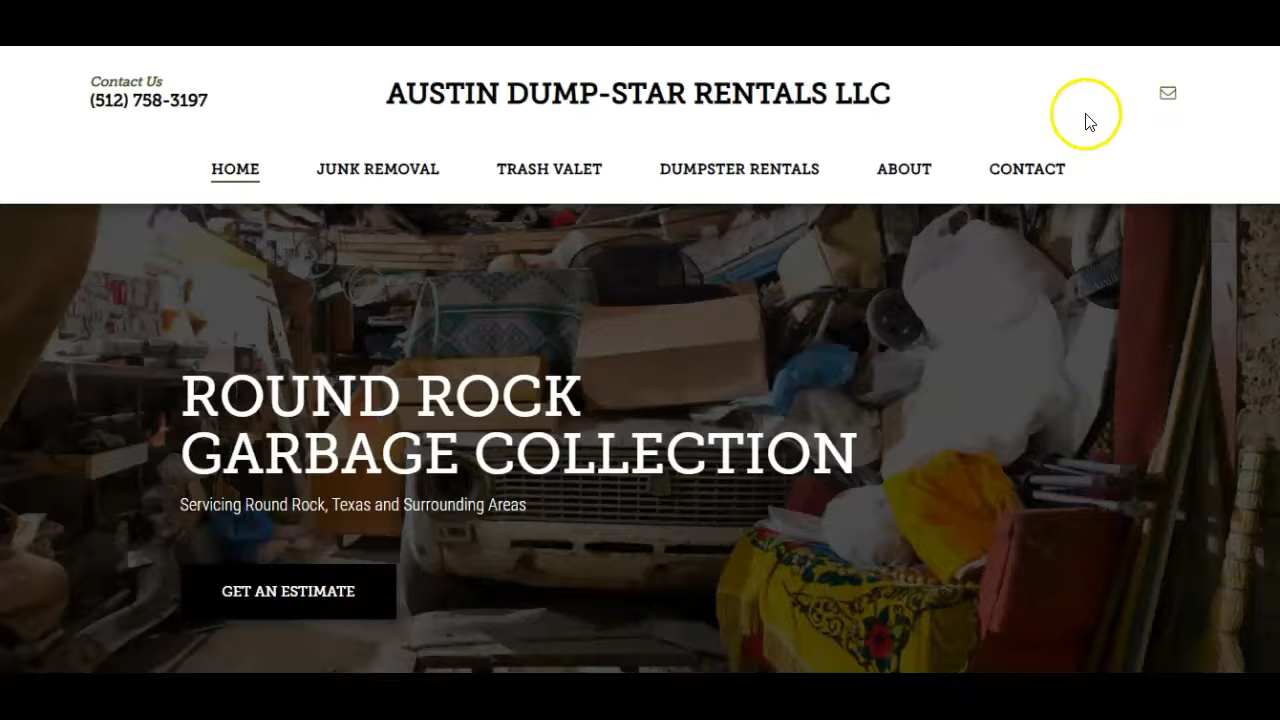 Contact Us
(512) 758-3197
AUSTIN DUMP-STAR RENTALS LLC
HOME JUNK REMOVAL TRASH VALET DUMPSTER RENTALS ABOUT CONTACT
ROUND ROCK
GARBAGE COLLECTION
Servicing Round Rock, Texas and Surrounding Areas
GET AN ESTIMATE